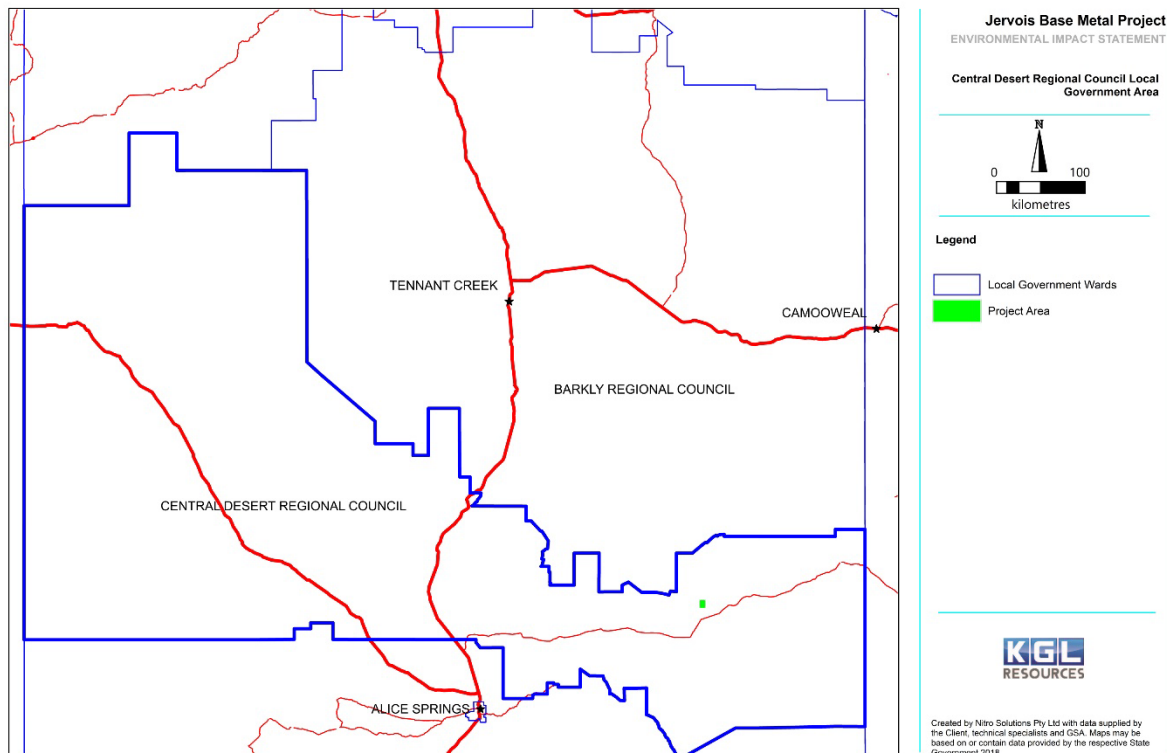 Jervois Base Metal Project
ENVIRONMENTAL IMPACT STATEMENT
Central Desert Regional Council Local
Government Area
N
0 100
kilometres
Legend
Local Government Wards
Project Area
TENNANT CREEK
CAMOOWEAL
BARKLY REGIONAL COUNCIL
CENTRAL DESERT REGIONAL COUNCIL
ALICE SPRINGS
KGL
RESOURCES
Created by Nitro Solutions Pty Ltd with data supplied by
the Client, technical specialists and GSA. Maps may be
based on or contain data provided by the respective State
Government 2018